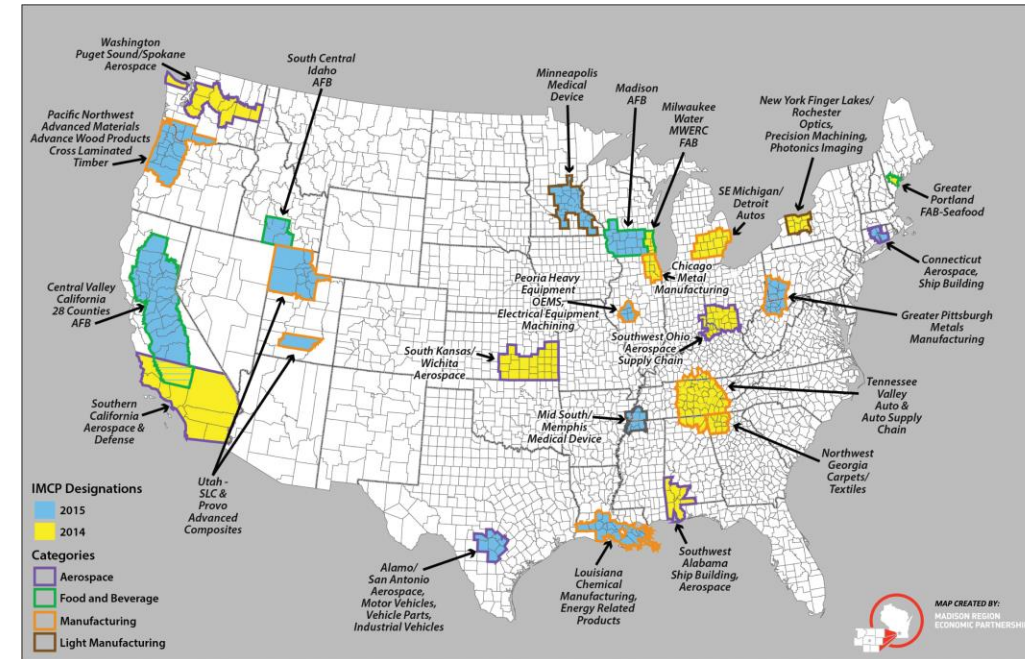 Washington
Puget Sound/Spokane
Aerospace
South Central
Idaho
AFB
Minneapolis
Medical
Device
Madison
AFB
Milwaukee
Water
MWERC
FAB
New York Finger Lakes/
Rochester
Optics,
Precision Machining,
Photonics Imaging
Pacific Northwest
Advanced Materials
Advance Wood Products
Cross Laminated
Timber
SE Michigan/
Detroit
Autos
Greater
Portland
FAB-Seafood
Connecticut
Aerospace,
Ship Building
Central Valley
California
28 Counties
AFB
Peoria Heavy
Equipment
OEMS,
Electrical Equipment
Machining
Chicago
Metal
Manufacturing
Greater Pittsburgh
Metals
Manufacturing
South Kansas/
Wichita
Aerospace
Southwest Ohio
Aerospace
Supply Chain
Tennessee
Valley
Auto &
Auto Supply
Chain
Southern
California
Aerospace &
Defense
Mid South/
Memphis
Medical Device
Northwest
Georgia
Carpets/
Textiles
Utah -
SLC &
Provo
Advanced
Composites
Alamo/
San Antonio
Aerospace,
Motor Vehicles,
Vehicle Parts,
Industrial Vehicles
Louisiana
Chemical
Manufacturing,
Energy Related
Products
Southwest
Alabama
Ship Building,
Aerospace
IMCP Designations
2015
2014
Categories
Aerospace
Food and Beverage
Manufacturing
Light Manufacturing
MAP CREATED BY:
MADISON REGION
ECONOMIC PARTNERSHIP